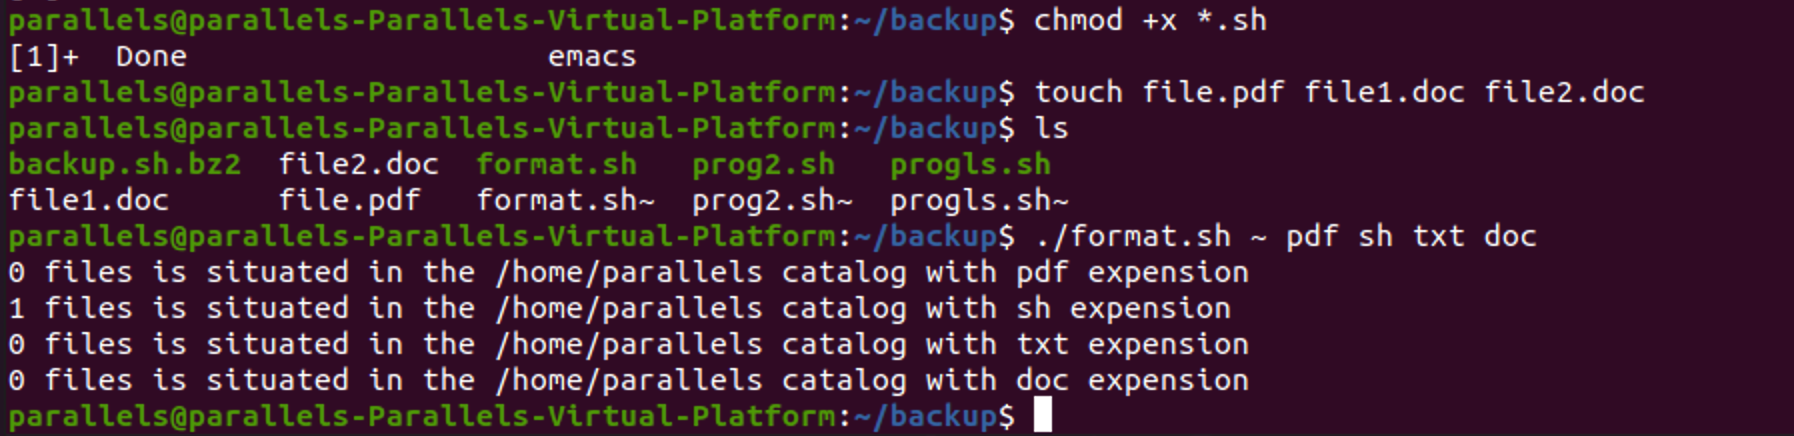 parallels@parallels-Parallels-Virtual-Platform:~/backup$ chmod +x *.sh
[1]+  Done                    emacs
parallels@parallels-Parallels-Virtual-Platform:~/backup$ touch file.pdf file1.doc file2.doc
parallels@parallels-Parallels-Virtual-Platform:~/backup$ ls
backup.sh.bz2  file2.doc  format.sh   prog2.sh   progls.sh
file1.doc      file.pdf   format.sh~  prog2.sh~  progls.sh~
parallels@parallels-Parallels-Virtual-Platform:~/backup$ ./format.sh ~ pdf sh txt doc
0 files is situated in the /home/parallels catalog with pdf expension
1 files is situated in the /home/parallels catalog with sh expension
0 files is situated in the /home/parallels catalog with txt expension
0 files is situated in the /home/parallels catalog with doc expension
parallels@parallels-Parallels-Virtual-Platform:~/backup$